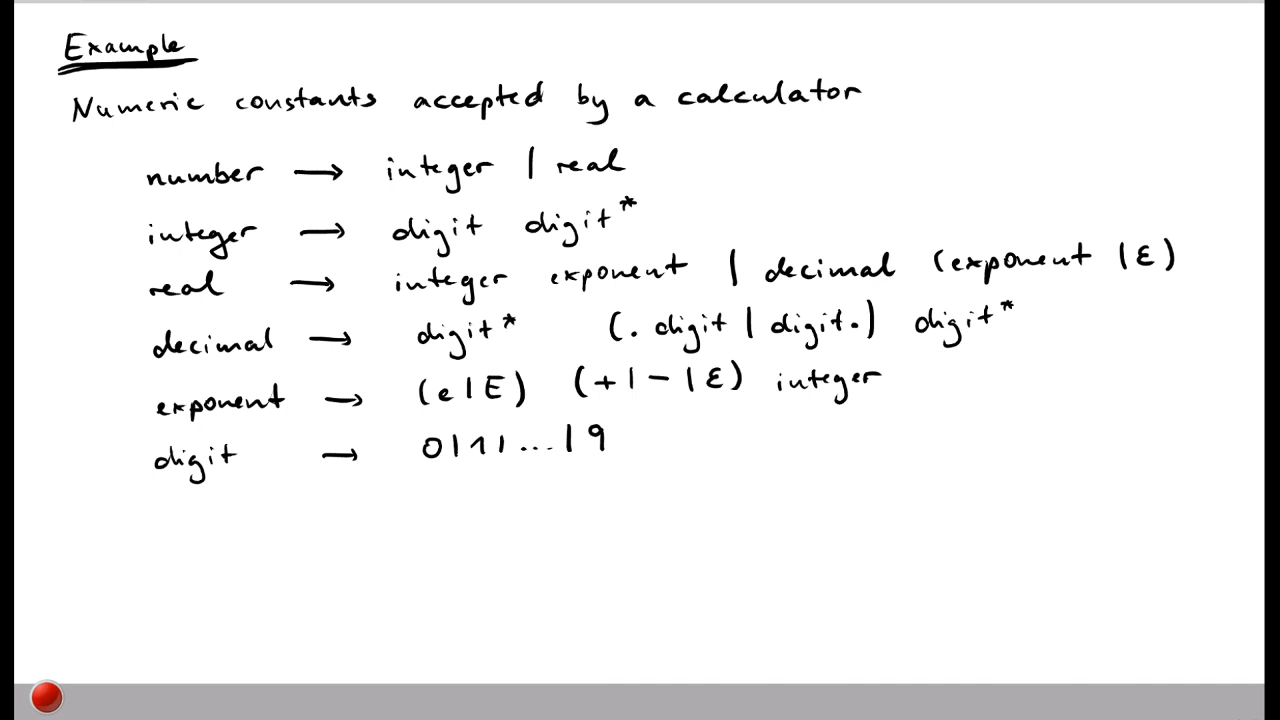 Example
Numeric constants accepted by a calculator
number → integer | real
integer → digit digit*
real → integer exponent | decimal (exponent | ε)
decimal → digit* (. digit | digit .) digit*
exponent → (e | E) (+ | - | ε) integer
digit → 0 | 1 | ... | 9